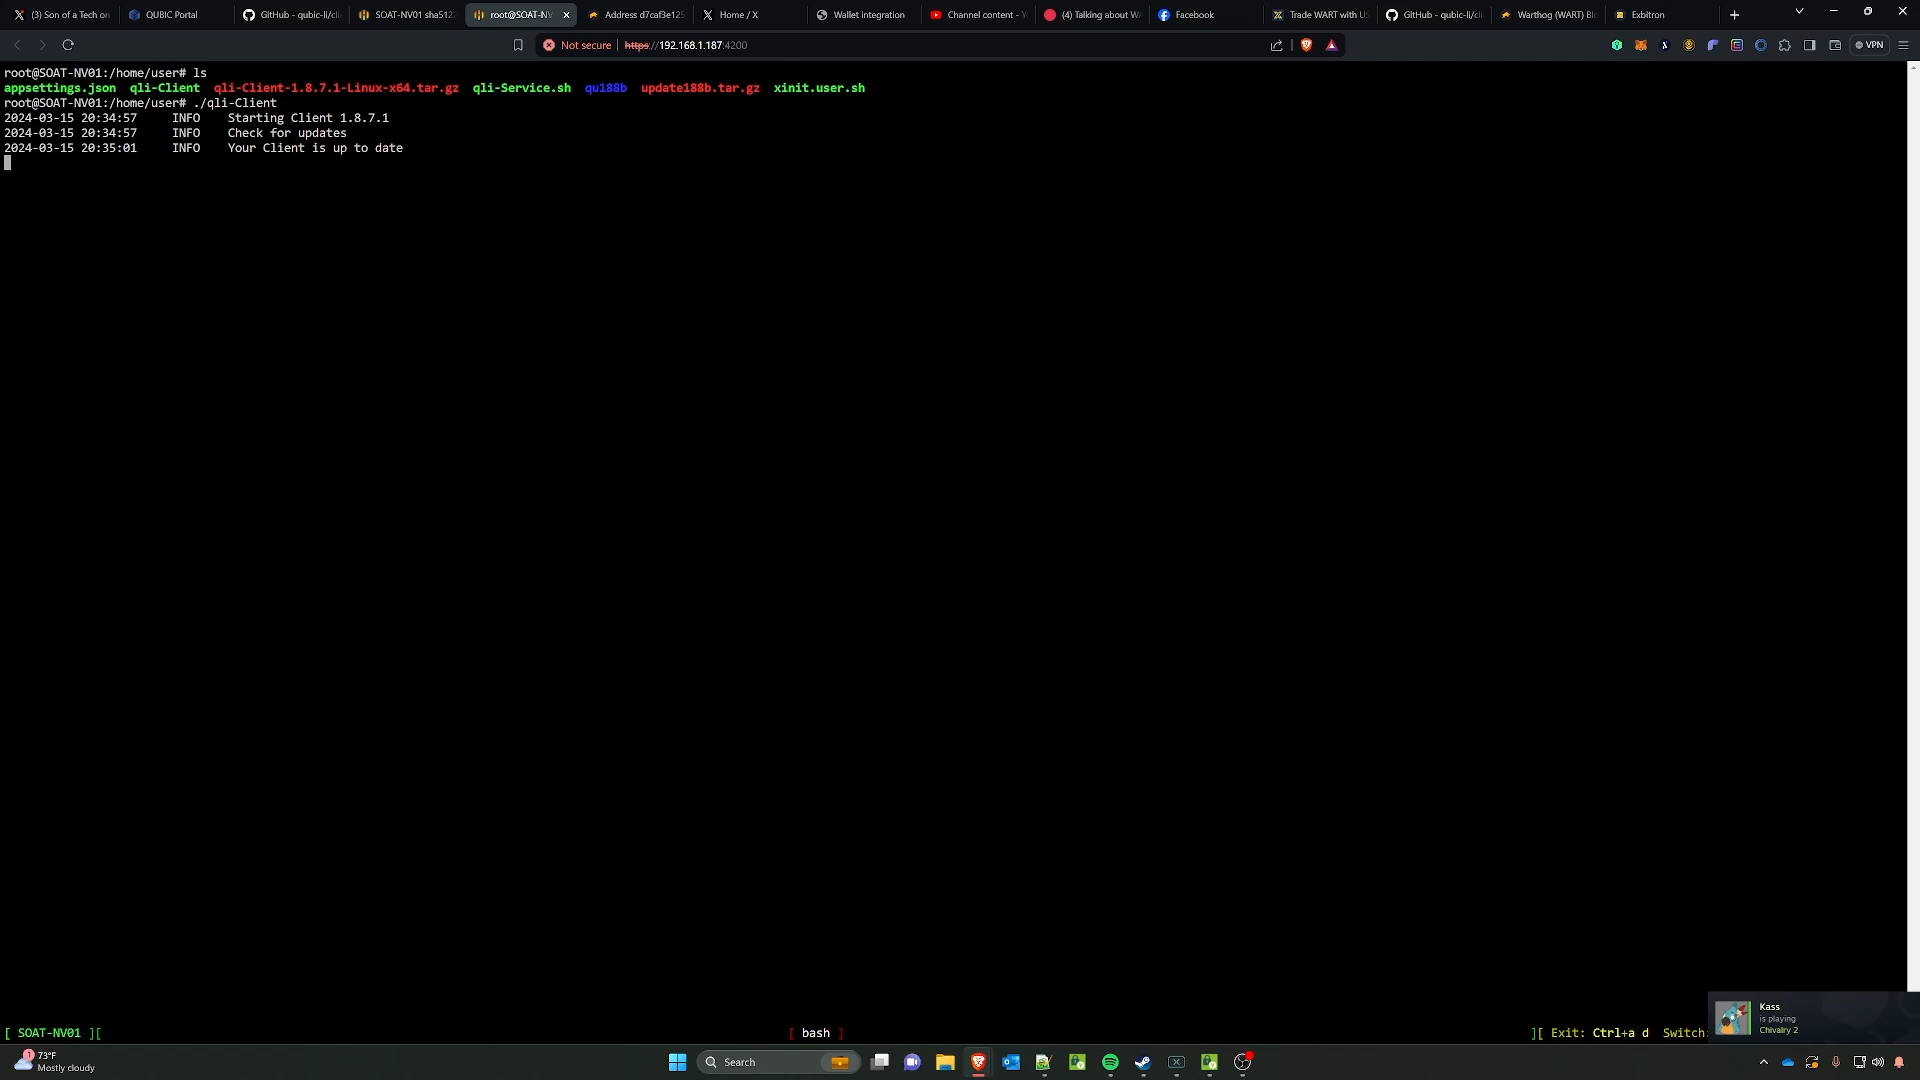 (3) Son of a Tech on
QUBIC Portal
GitHub - qubic-li/cli
SOAT-NV01 sha512
root@SOAT-NV
Address d7caf3e125
Home / X
Wallet integration
Channel content - Y
(4) Talking about W
Facebook
Trade WART with US
GitHub - qubic-li/cli
Warthog (WART) Bl
Exbitron
Not secure
https://192.168.1.187:4200
VPN
root@SOAT-NV01:/home/user# ls
appsettings.json qli-Client qli-Client-1.8.7.1-Linux-x64.tar.gz qli-Service.sh qu188b update188b.tar.gz xinit.user.sh
root@SOAT-NV01:/home/user# ./qli-Client
2024-03-15 20:34:57 INFO Starting Client 1.8.7.1
2024-03-15 20:34:57 INFO Check for updates
2024-03-15 20:35:01 INFO Your Client is up to date
Kass
is playing
Chivalry 2
[ SOAT-NV01 ][ [ bash ] ][ Exit: Ctrl+a d Switch:
1
73°F
Mostly cloudy
Search